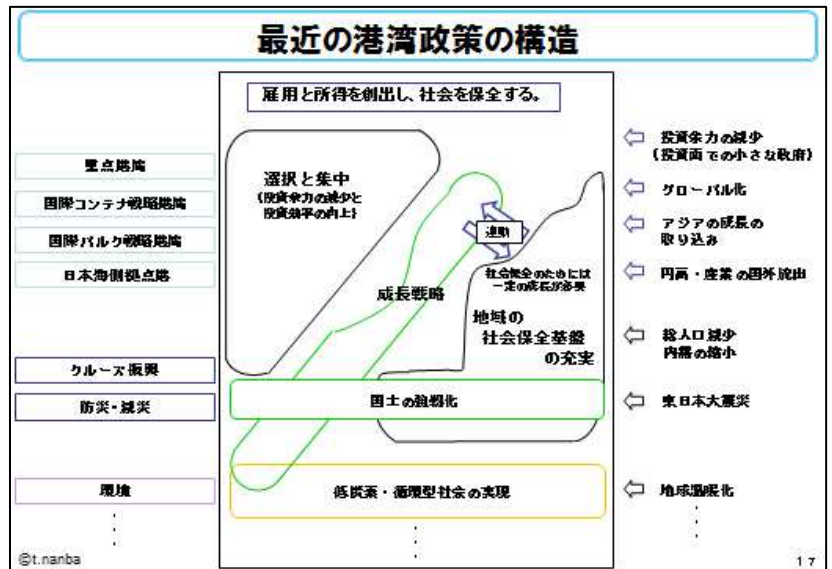 最近の港湾政策の構造
雇用と所得を創出し、社会を保全する。
重点港湾
国際コンテナ戦略港湾
国際バルク戦略港湾
日本海側拠点港
クルーズ振興
防災・減災
環境
選択と集中
(投資余力の減少と
投資効率の向上)
成長戦略
連動
社会保全のためには
一定の成長が必要
地域の
社会保全基盤
の充実
国土の強靱化
低炭素・循環型社会の実現
投資余力の減少
(投資面での小さな政府)
グローバル化
アジアの成長の
取り込み
円高・産業の国外流出
総人口減少
内需の縮小
東日本大震災
地球温暖化
©t.nanba
17